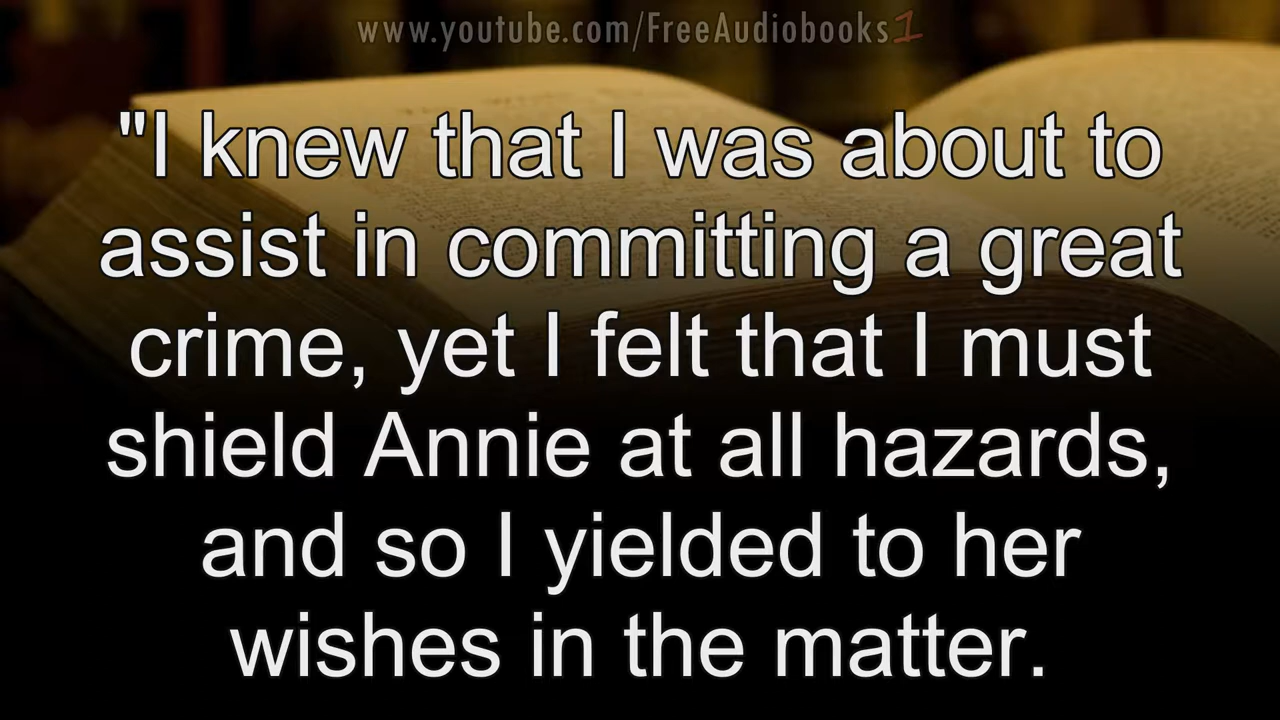 www.youtube.com/FreeAudiobooks1
"I knew that I was about to
assist in committing a great
crime, yet I felt that I must
shield Annie at all hazards,
and so I yielded to her
wishes in the matter.